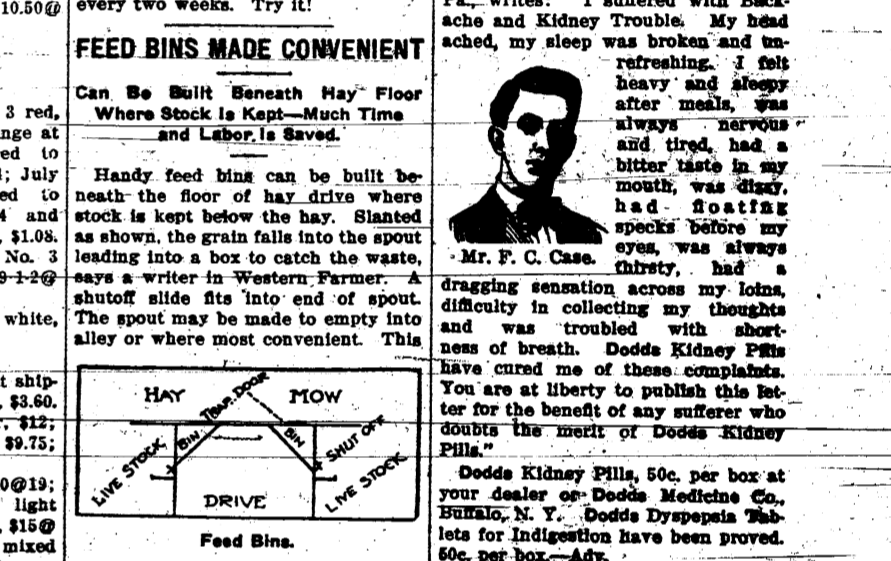 10.50@
3 red,
nge at
ed to
; July
ed to
4 and
, $1.08.
No. 3
9 1-2@
white,
t ship-
, $3.60.
, $12;
$9.75;
0@19;
light
, $15@
mixed
every two weeks. Try it!
FEED BINS MADE CONVENIENT
Can Be Built Beneath Hay Floor
Where Stock Is Kept—Much Time
and Labor Is Saved.
Handy feed bins can be built be-
neath the floor of hay drive where
stock is kept below the hay. Slanted
as shown, the grain falls into the spout
leading into a box to catch the waste,
says a writer in Western Farmer. A
shutoff slide fits into end of spout.
The spout may be made to empty into
alley or where most convenient. This
HAY MOW
TRAP DOOR
BIN BIN
SHUT OFF
LIVE STOCK LIVE STOCK
DRIVE
Feed Bins.
Pa., writes: I suffered with Back-
ache and Kidney Trouble. My head
ached, my sleep was broken and un-
refreshing. I felt
heavy and sleepy
after meals, was
always nervous
and tired, had a
bitter taste in my
mouth, was dizzy,
had floating
specks before my
eyes, was always
thirsty, had a
Mr. F. C. Case.
dragging sensation across my loins,
difficulty in collecting my thoughts
and was troubled with short-
ness of breath. Dodds Kidney Pills
have cured me of these complaints.
You are at liberty to publish this let-
ter for the benefit of any sufferer who
doubts the merit of Dodds Kidney
Pills."
Dodds Kidney Pills, 50c. per box at
your dealer or Dodds Medicine Co.,
Buffalo, N. Y. Dodds Dyspepsia Tab-
lets for Indigestion have been proved.
50c. per box.—Adv.